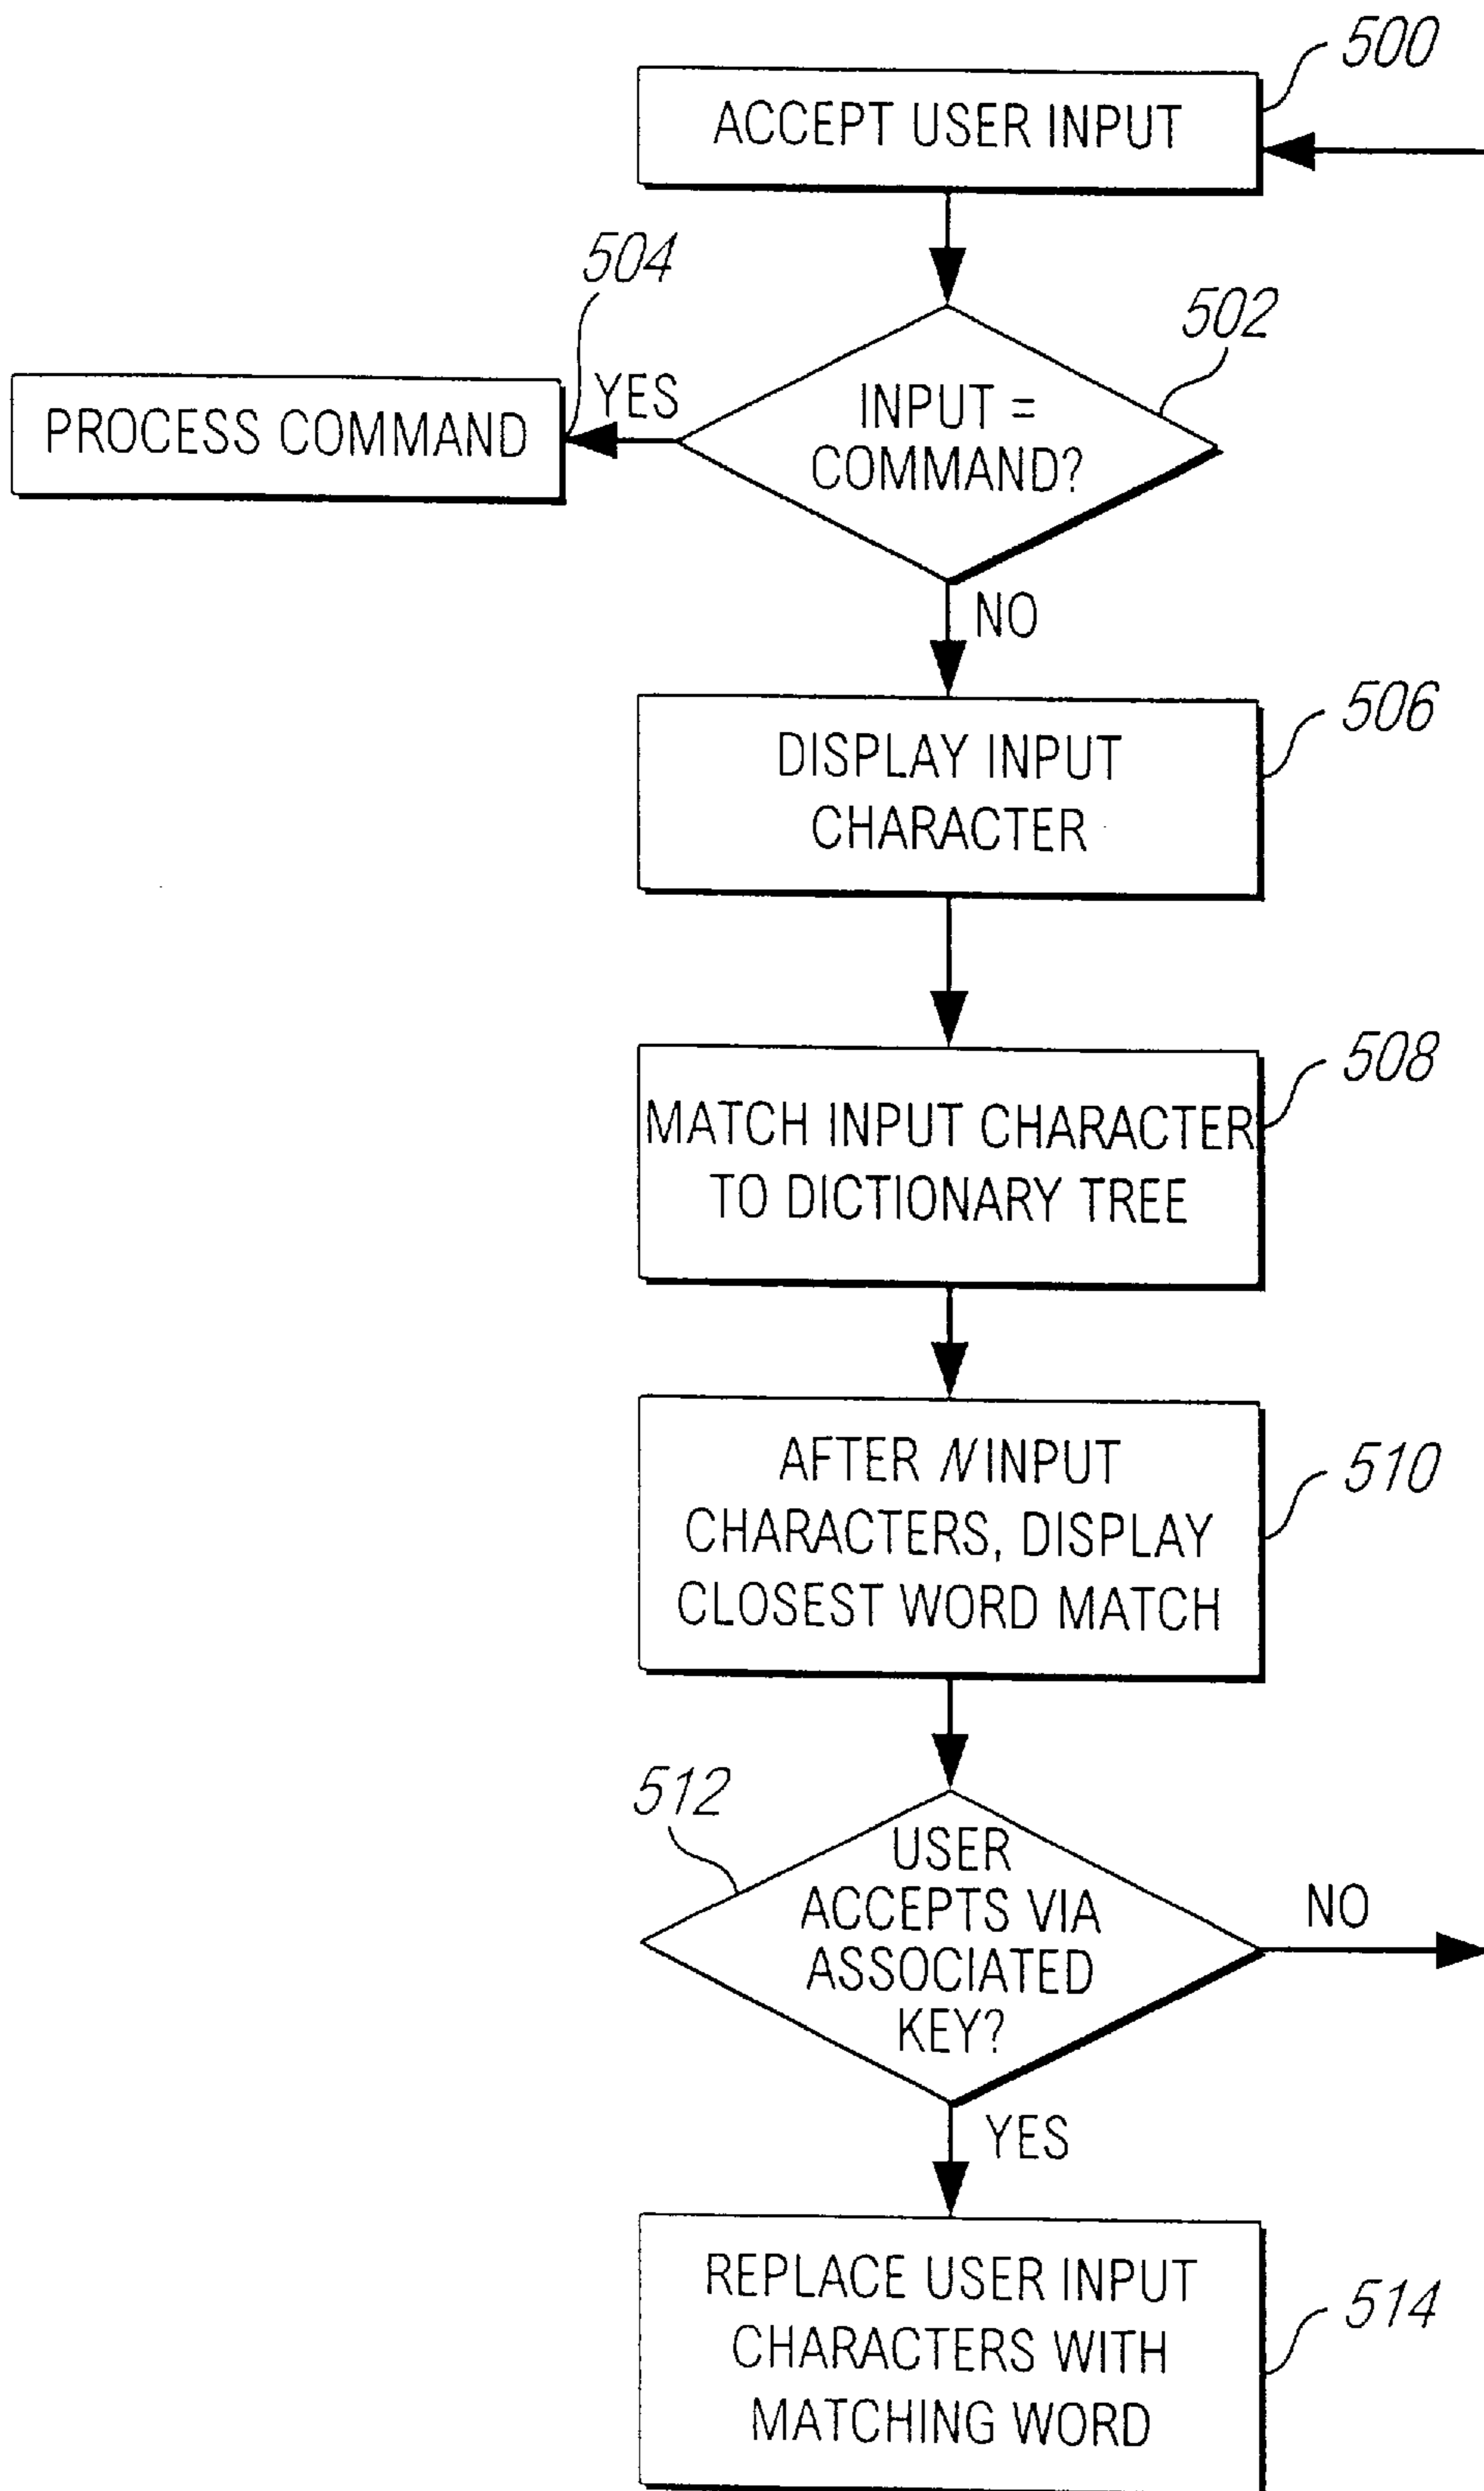 500
ACCEPT USER INPUT
504
502
PROCESS COMMAND
YES
INPUT =
COMMAND?
NO
506
DISPLAY INPUT
CHARACTER
508
MATCH INPUT CHARACTER
TO DICTIONARY TREE
510
AFTER N INPUT
CHARACTERS, DISPLAY
CLOSEST WORD MATCH
512
USER
ACCEPTS VIA
ASSOCIATED
KEY?
NO
YES
514
REPLACE USER INPUT
CHARACTERS WITH
MATCHING WORD